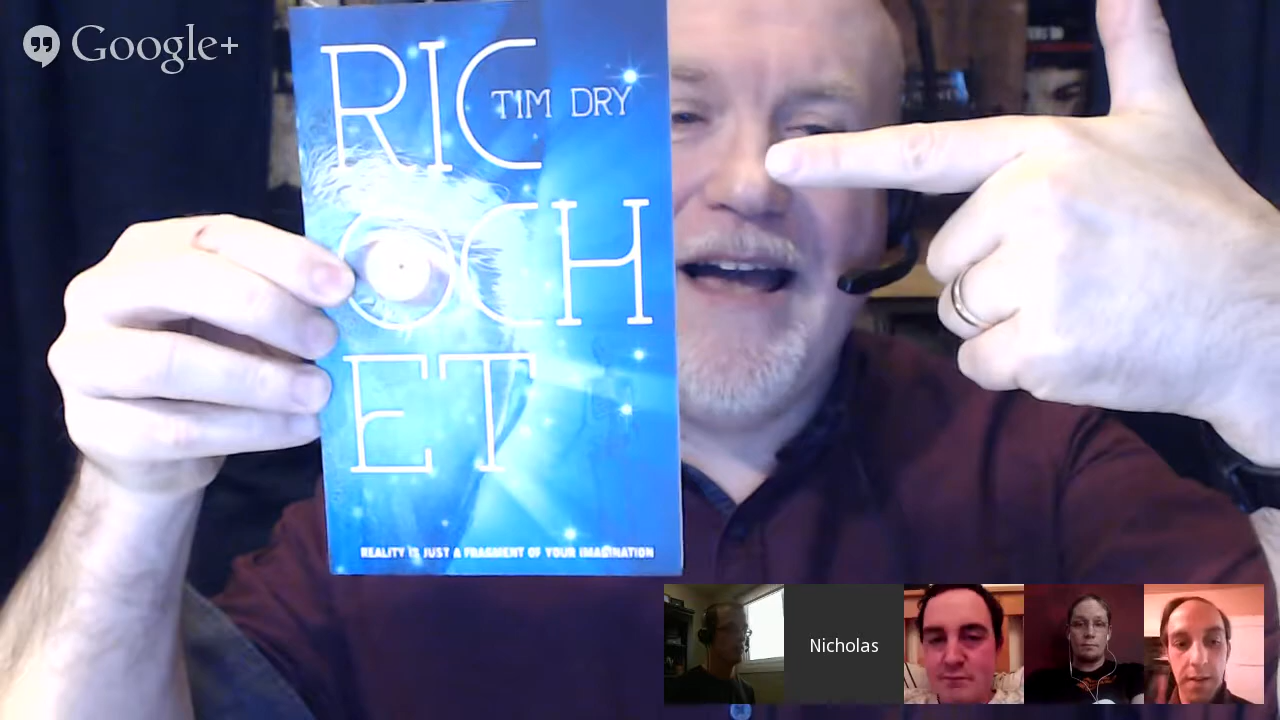 Google+
RIC
TIM DRY
OCH
ET
REALITY IS JUST A FRAGMENT OF YOUR IMAGINATION
Nicholas